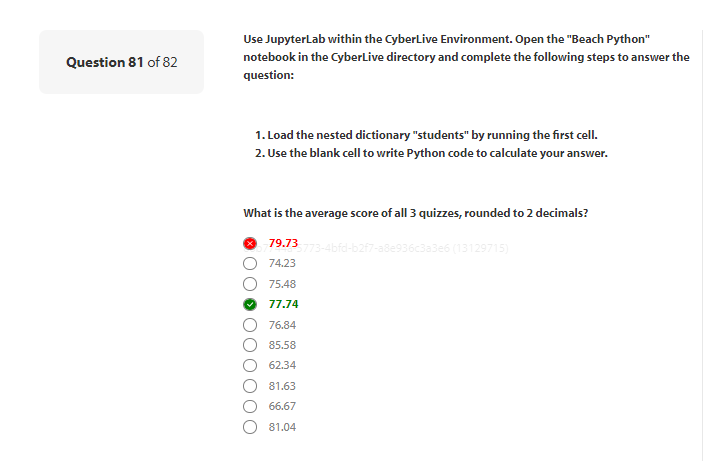 Question 81 of 82
Use JupyterLab within the CyberLive Environment. Open the "Beach Python"
notebook in the CyberLive directory and complete the following steps to answer the
question:
1. Load the nested dictionary "students" by running the first cell.
2. Use the blank cell to write Python code to calculate your answer.
What is the average score of all 3 quizzes, rounded to 2 decimals?
79.73
773-4bfd-b2f7-a8e936c3a3e6 (13129715)
74.23
75.48
77.74
76.84
85.58
62.34
81.63
66.67
81.04